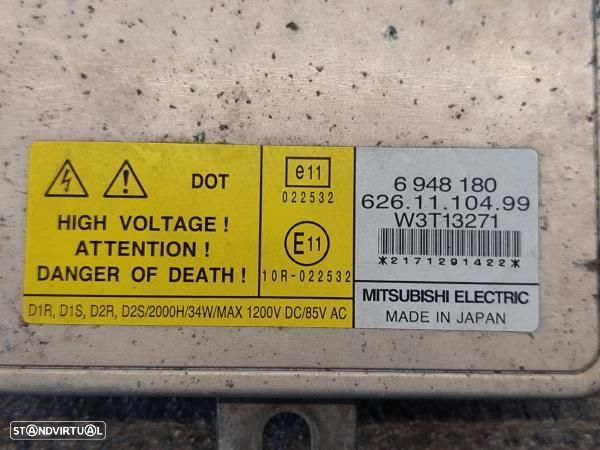 DOT
HIGH VOLTAGE !
ATTENTION !
DANGER OF DEATH !
e11
022532
E11
10R-022532
D1R, D1S, D2R, D2S/2000H/34W/MAX 1200V DC/85V AC
6 948 180
626.11.104.99
W3T13271
*2171291422*
MITSUBISHI ELECTRIC
MADE IN JAPAN
STANDVIRTUAL